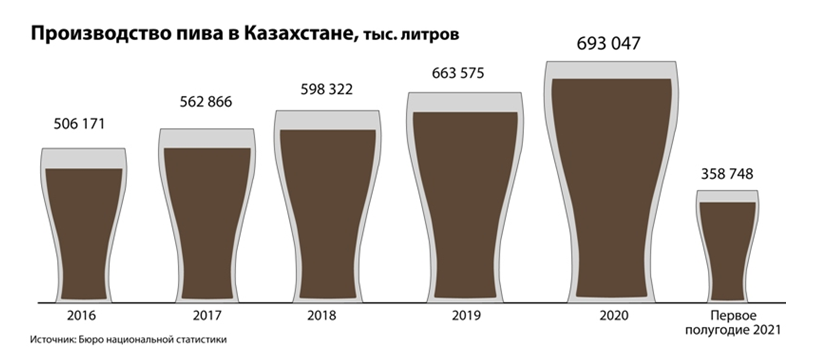 Производство пива в Казахстане, тыс. литров
506 171
562 866
598 322
663 575
693 047
358 748
2016
2017
2018
2019
2020
Первое
полугодие 2021
Источник: Бюро национальной статистики